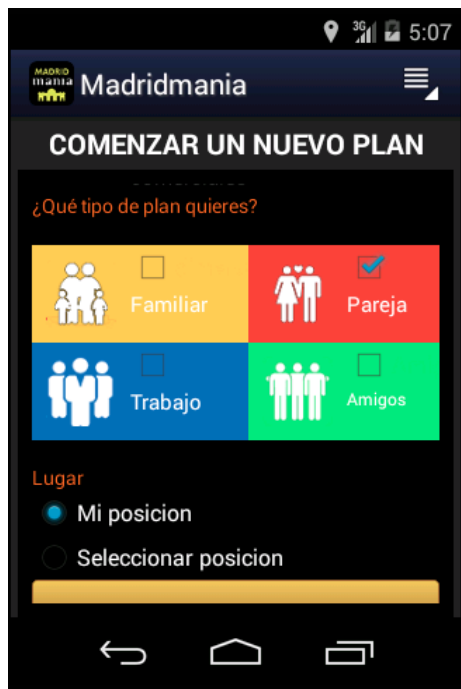 3G 5:07
MADRID
mania
Madridmania
COMENZAR UN NUEVO PLAN
¿Qué tipo de plan quieres?
Familiar
Pareja
Trabajo
Amigos
Lugar
Mi posicion
Seleccionar posicion